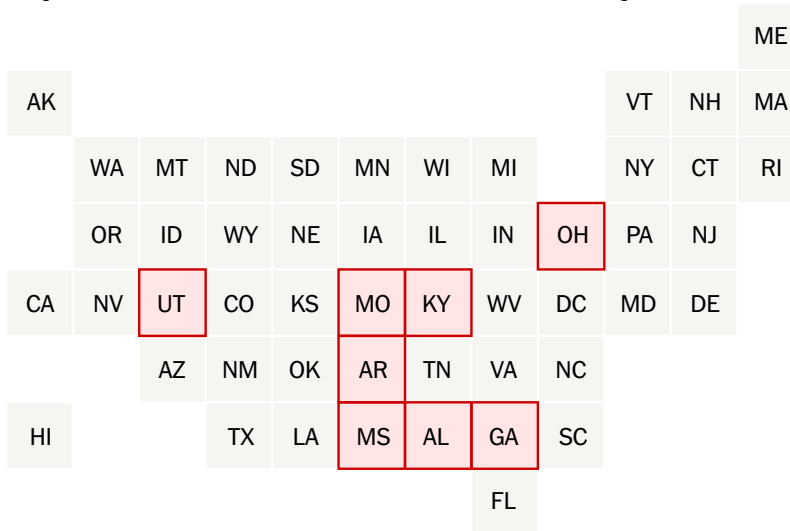 ME
AK VT NH MA
WA MT ND SD MN WI MI NY CT RI
OR ID WY NE IA IL IN OH PA NJ
CA NV UT CO KS MO KY WV DC MD DE
AZ NM OK AR TN VA NC
HI TX LA MS AL GA SC
FL